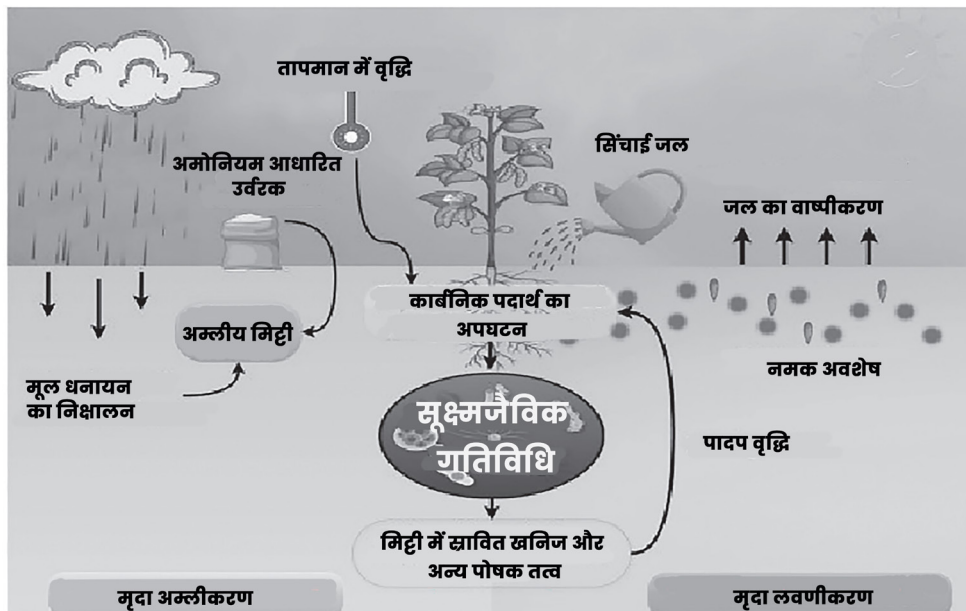 तापमान में वृद्धि
अमोनियम आधारित
उर्वरक
सिंचाई जल
जल का वाष्पीकरण
कार्बनिक पदार्थ का
अपघटन
अम्लीय मिट्टी
मूल धनायन
का निक्षालन
नमक अवशेष
सूक्ष्मजैविक
गतिविधि
पादप वृद्धि
मिट्टी में स्रावित खनिज और
अन्य पोषक तत्व
मृदा अम्लीकरण
मृदा लवणीकरण